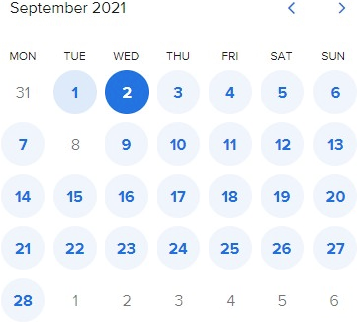 September 2021
MON TUE WED THU FRI SAT SUN
31 1 2 3 4 5 6
7 8 9 10 11 12 13
14 15 16 17 18 19 20
21 22 23 24 25 26 27
28 1 2 3 4 5 6